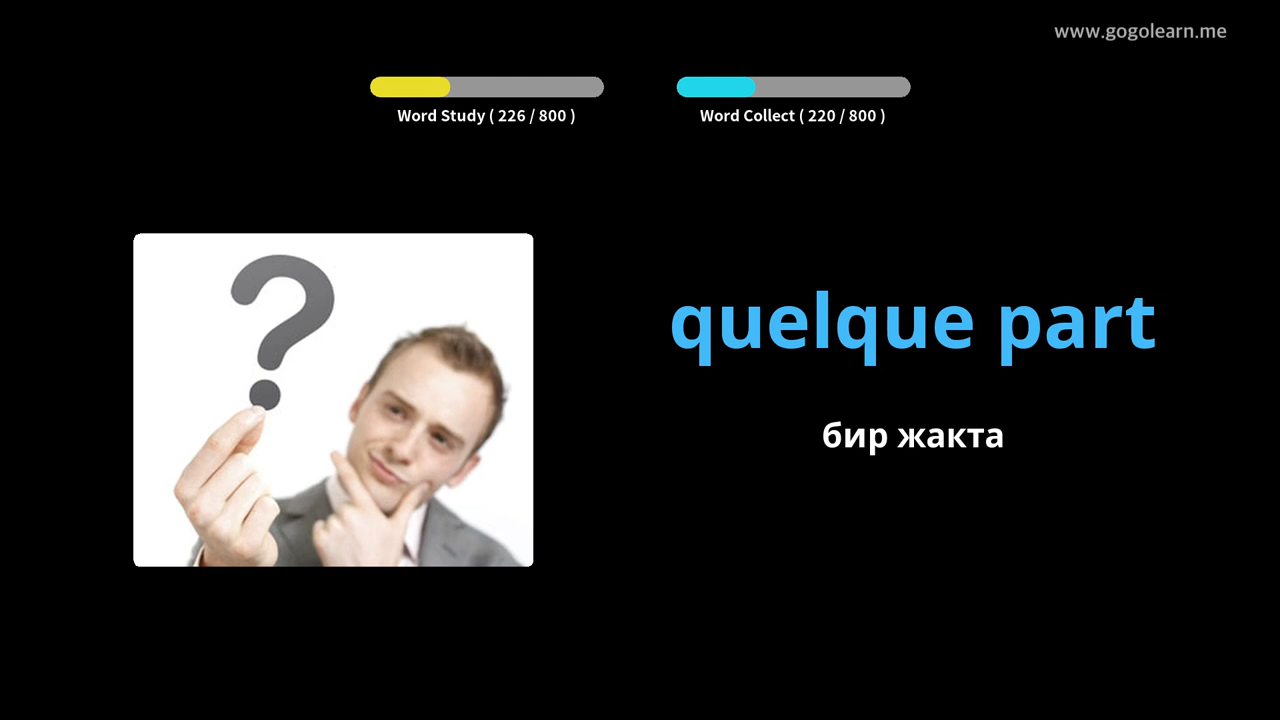 www.gogolearn.me
Word Study ( 226 / 800 )
Word Collect ( 220 / 800 )
?
quelque part
бир жакта